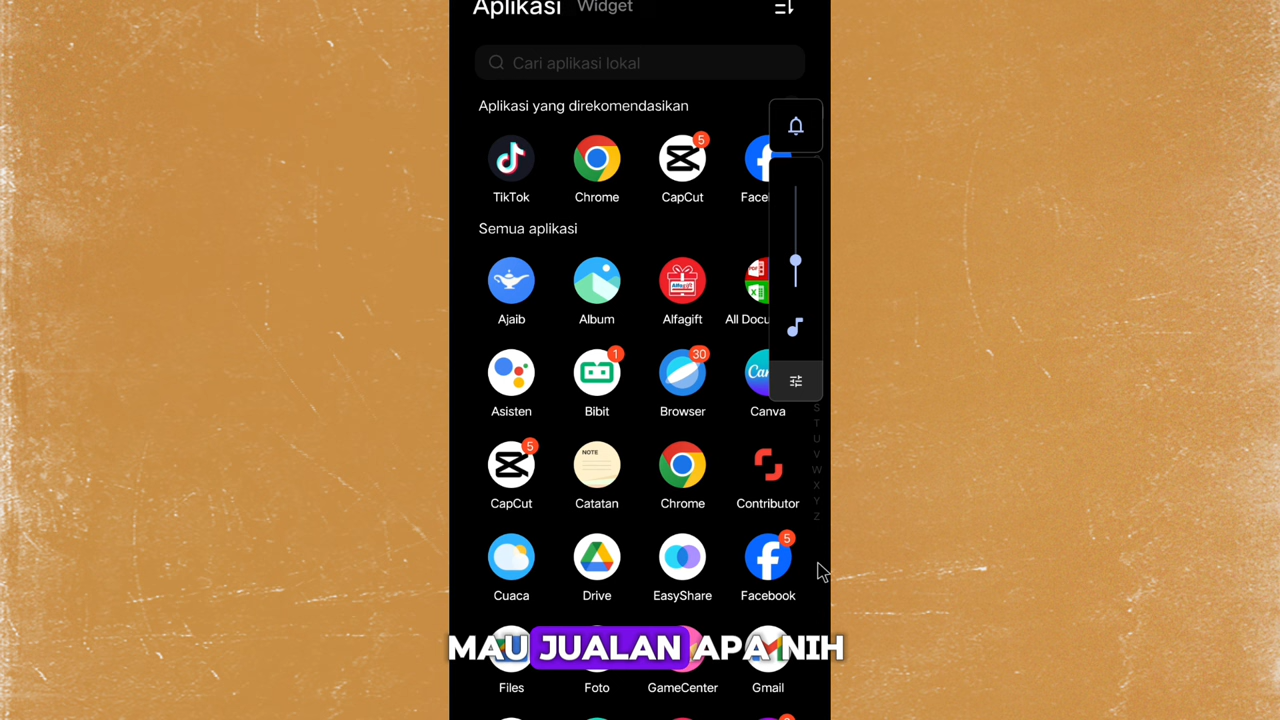 Aplikasi Widget
Cari aplikasi lokal
Aplikasi yang direkomendasikan
5
TikTok Chrome CapCut Face
Semua aplikasi
Ajaib Album Alfagift All Docu
1 30
Asisten Bibit Browser Canva
5 NOTE
CapCut Catatan Chrome Contributor
5
Cuaca Drive EasyShare Facebook
MAU JUALAN APA NIH
Files Foto GameCenter Gmail
S
T
U
V
W
X
Y
Z